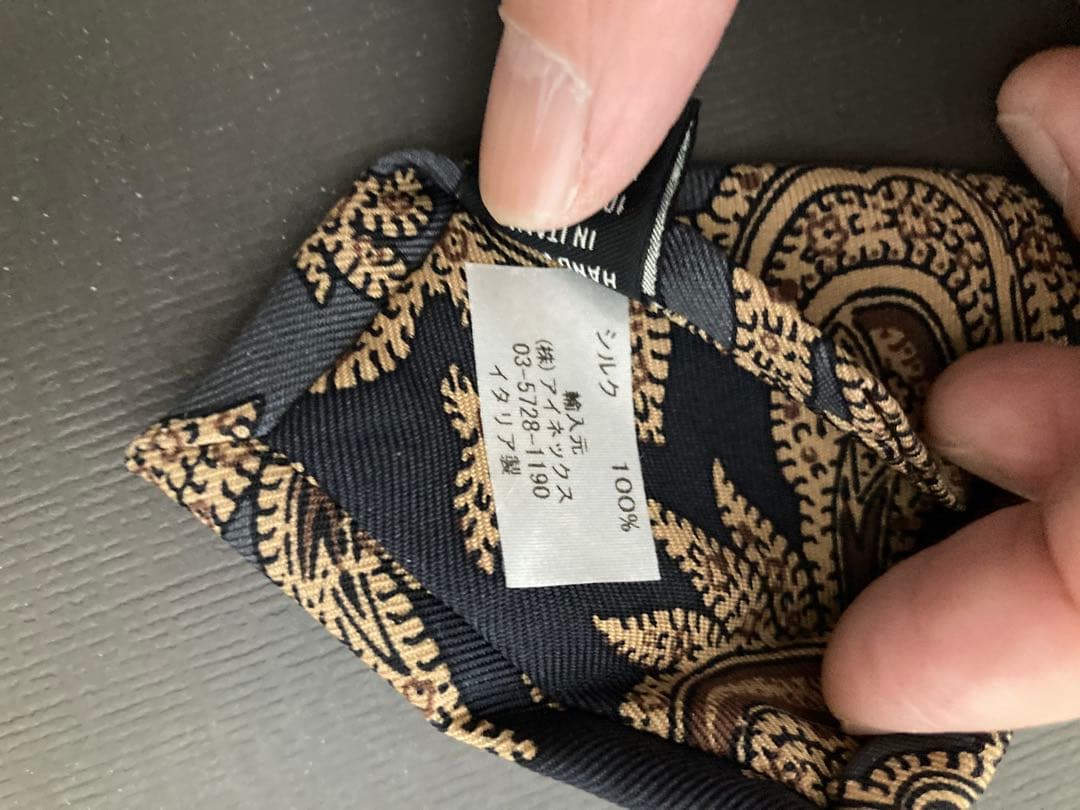 シルク 100%
輸入元
(株)アイネックス
03-5728-1190
イタリア製
IN